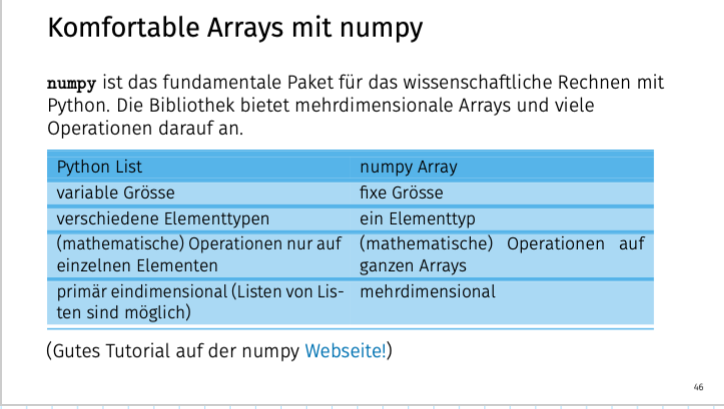 Komfortable Arrays mit numpy
numpy ist das fundamentale Paket für das wissenschaftliche Rechnen mit
Python. Die Bibliothek bietet mehrdimensionale Arrays und viele
Operationen darauf an.
Python List numpy Array
variable Grösse fixe Grösse
verschiedene Elementtypen ein Elementtyp
(mathematische) Operationen nur auf (mathematische) Operationen auf
einzelnen Elementen ganzen Arrays
primär eindimensional (Listen von Lis- mehrdimensional
ten sind möglich)
(Gutes Tutorial auf der numpy Webseite!)
46